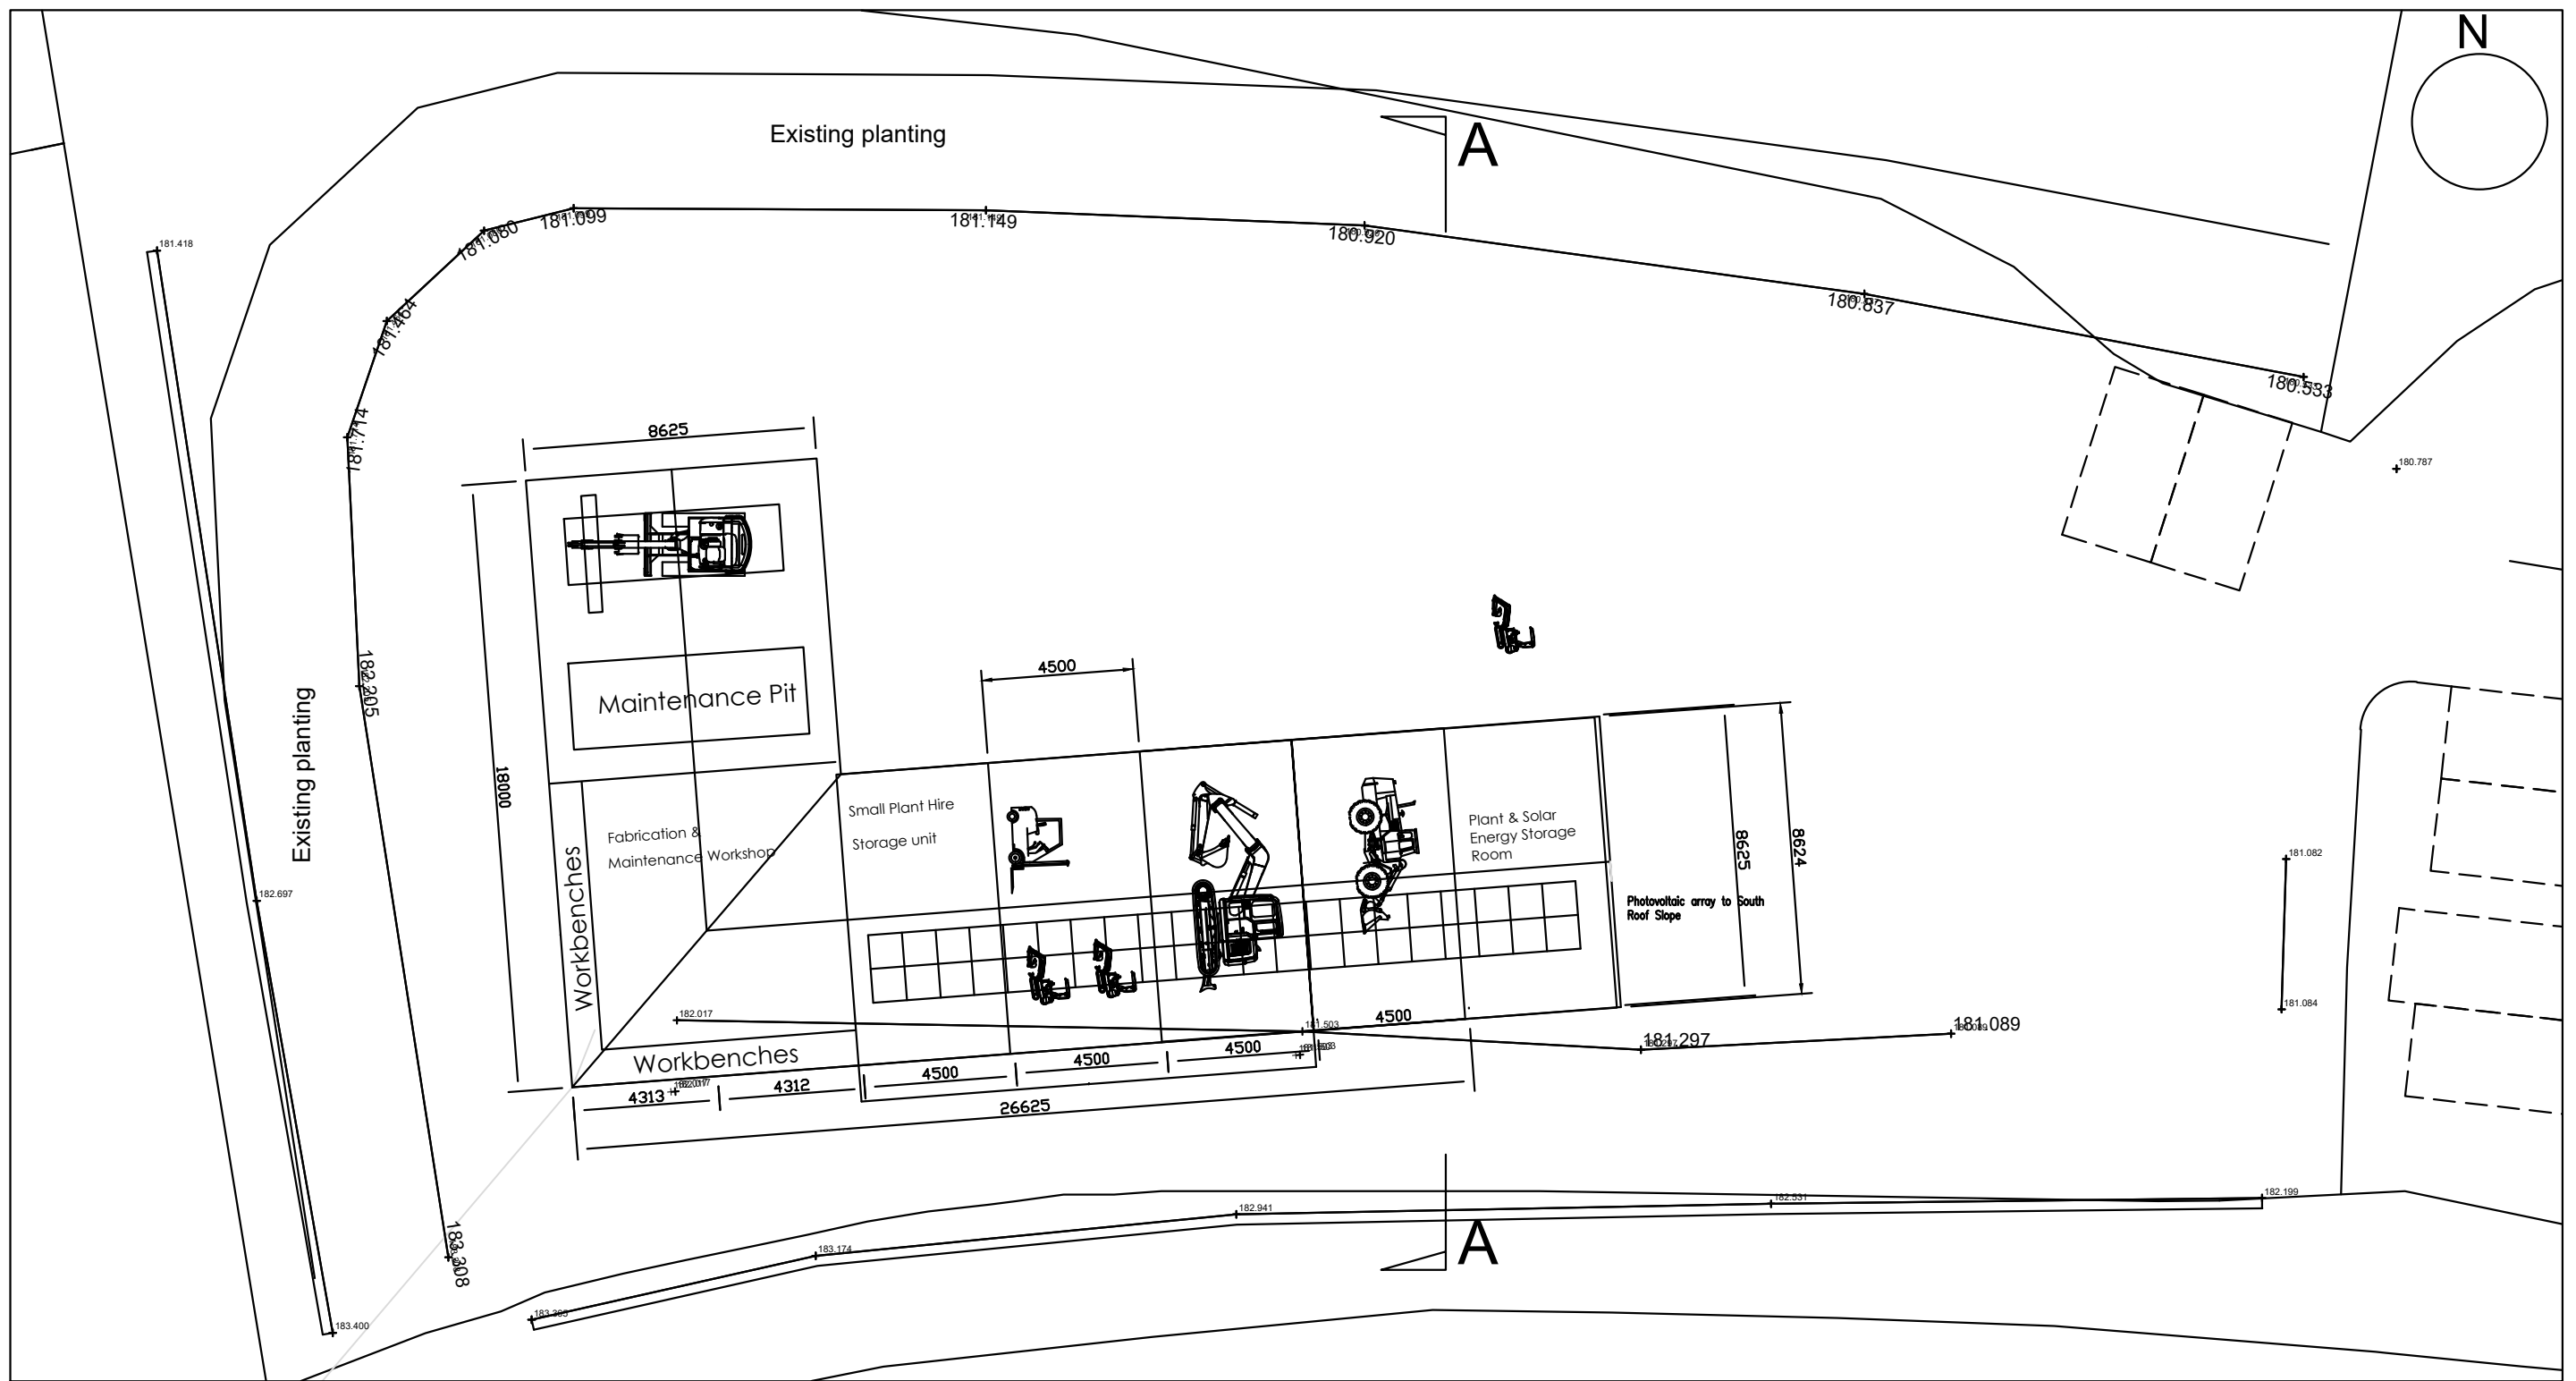 N
Existing planting
A
181.099
181.149
181.080
180.920
181.418
180.837
181.464
180.533
181.714
8625
180.787
182.205
4500
Maintenance Pit
18000
Existing planting
Small Plant Hire
Storage unit
Fabrication &
Maintenance Workshop
Plant & Solar
Energy Storage
Room
8625
8624
181.082
182.697
Workbenches
Photovoltaic array to South
Roof Slope
181.084
182.017
4500
181.503
181.297
181.089
Workbenches
4500
4500
4500
4312
4313
182.017
26625
182.199
182.531
182.941
A
183.174
183.308
183.400